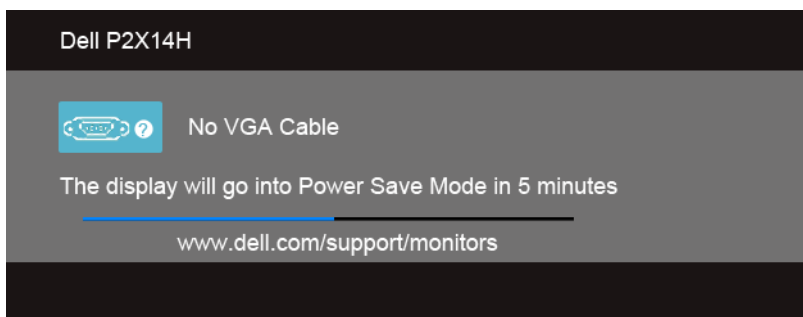 Dell P2X14H
No VGA Cable
The display will go into Power Save Mode in 5 minutes
www.dell.com/support/monitors